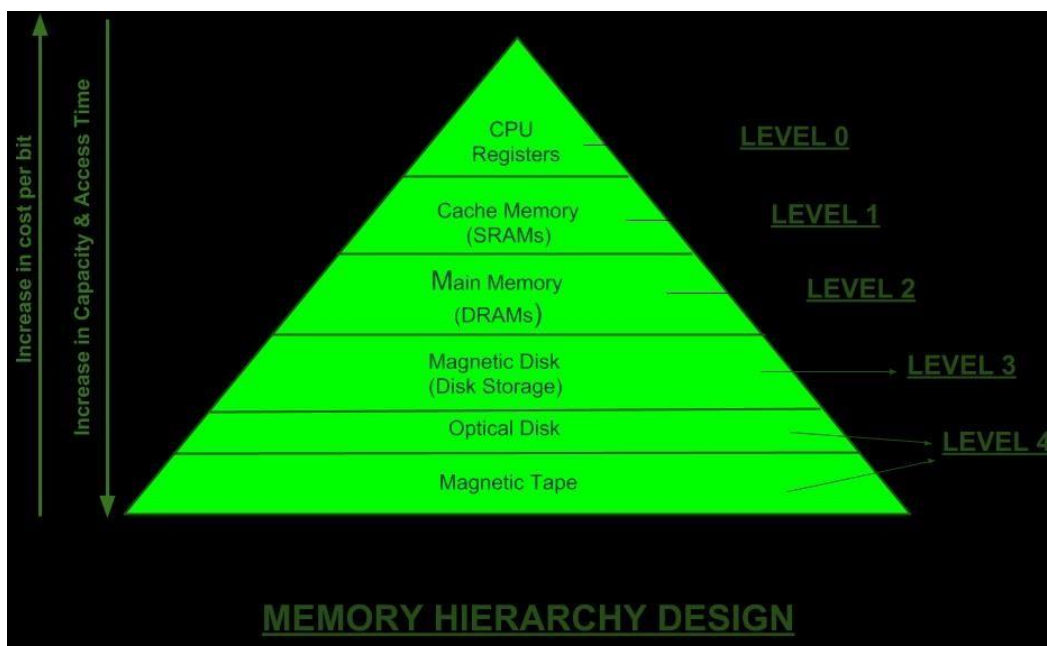 Increase in cost per bit
Increase in Capacity & Access Time
CPU
Registers
LEVEL 0
Cache Memory
(SRAMs)
LEVEL 1
Main Memory
(DRAMs)
LEVEL 2
Magnetic Disk
(Disk Storage)
LEVEL 3
Optical Disk
LEVEL 4
Magnetic Tape
MEMORY HIERARCHY DESIGN